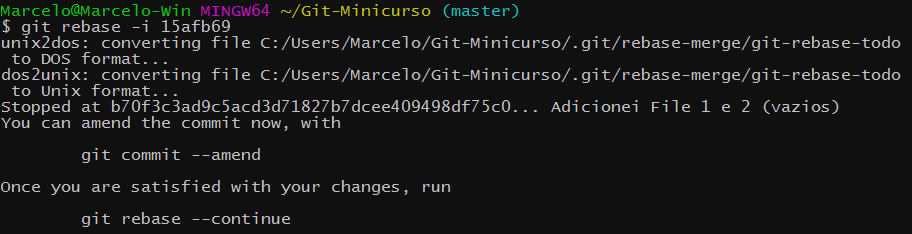 Marcelo@Marcelo-Win MINGW64 ~/Git-Minicurso (master)
$ git rebase -i 15afb69
unix2dos: converting file C:/Users/Marcelo/Git-Minicurso/.git/rebase-merge/git-rebase-todo
 to DOS format...
dos2unix: converting file C:/Users/Marcelo/Git-Minicurso/.git/rebase-merge/git-rebase-todo
 to Unix format...
Stopped at b70f3c3ad9c5acd3d71827b7dcee409498df75c0... Adicionei File 1 e 2 (vazios)
You can amend the commit now, with

        git commit --amend

Once you are satisfied with your changes, run

        git rebase --continue